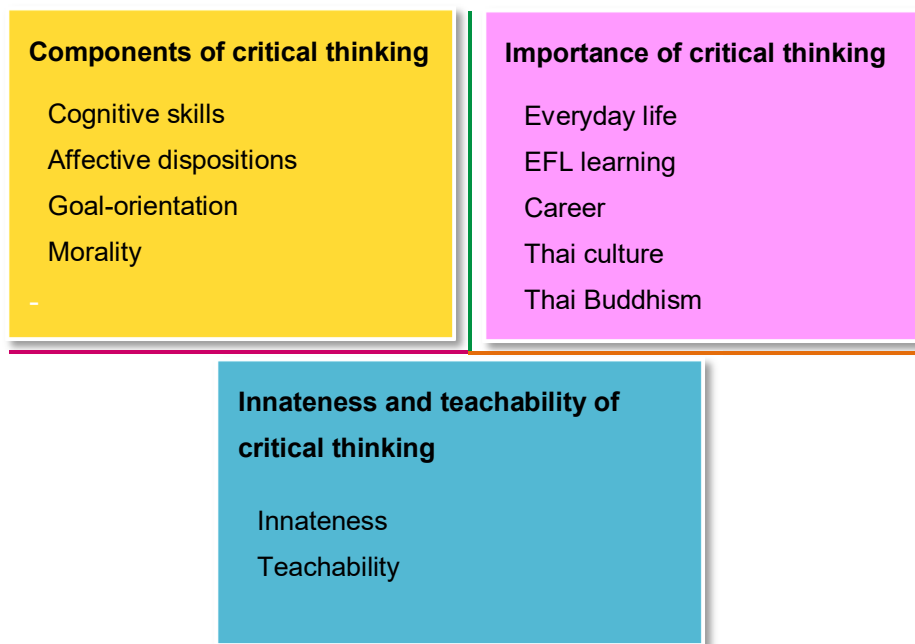 Components of critical thinking
Cognitive skills
Affective dispositions
Goal-orientation
Morality
-
Importance of critical thinking
Everyday life
EFL learning
Career
Thai culture
Thai Buddhism
Innateness and teachability of
critical thinking
Innateness
Teachability